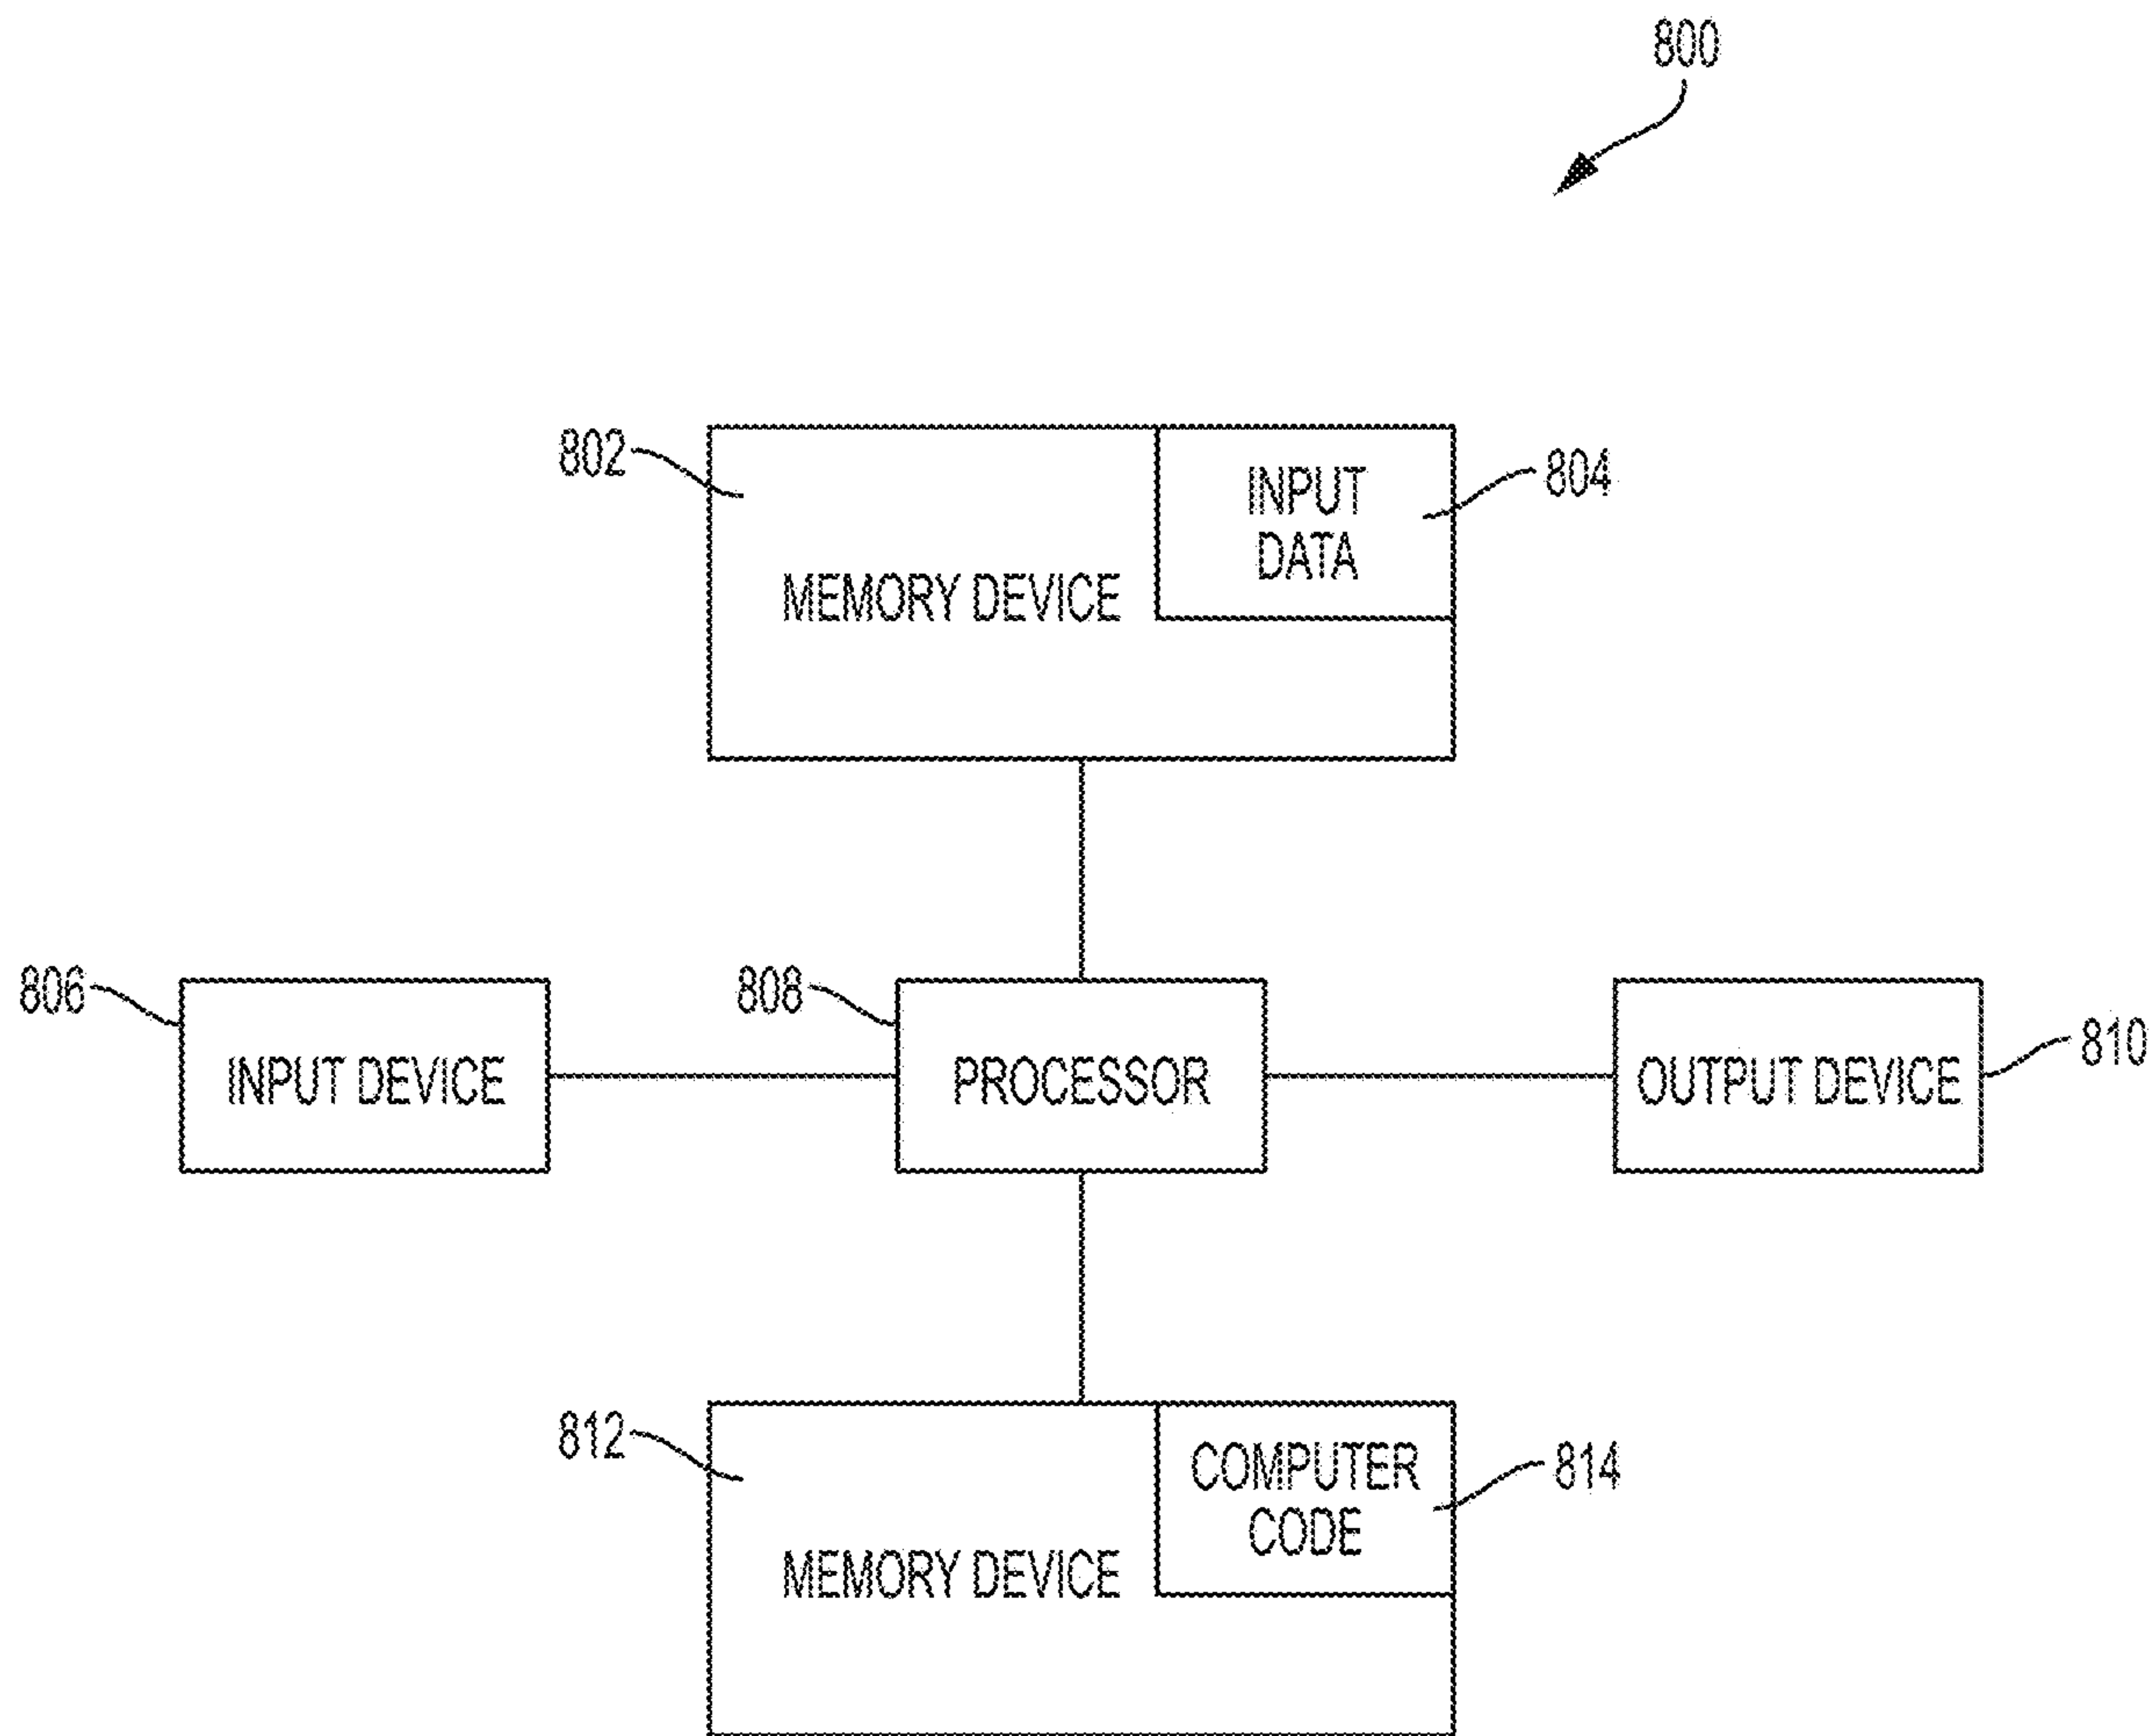 800
802
INPUT
DATA
804
MEMORY DEVICE
806
INPUT DEVICE
808
PROCESSOR
OUTPUT DEVICE
810
812
COMPUTER
CODE
814
MEMORY DEVICE